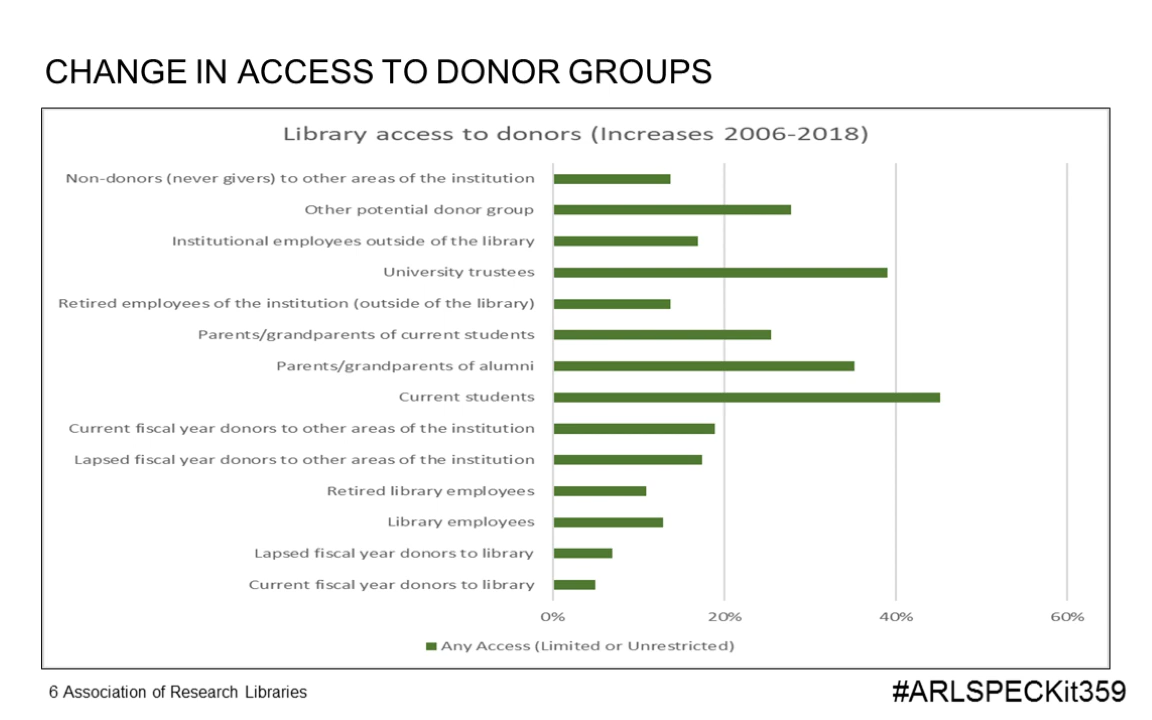 CHANGE IN ACCESS TO DONOR GROUPS
Library access to donors (Increases 2006-2018)
Non-donors (never givers) to other areas of the institution
Other potential donor group
Institutional employees outside of the library
University trustees
Retired employees of the institution (outside of the library)
Parents/grandparents of current students
Parents/grandparents of alumni
Current students
Current fiscal year donors to other areas of the institution
Lapsed fiscal year donors to other areas of the institution
Retired library employees
Library employees
Lapsed fiscal year donors to library
Current fiscal year donors to library
0% 20% 40% 60%
Any Access (Limited or Unrestricted)
6 Association of Research Libraries
#ARLSPECKit359